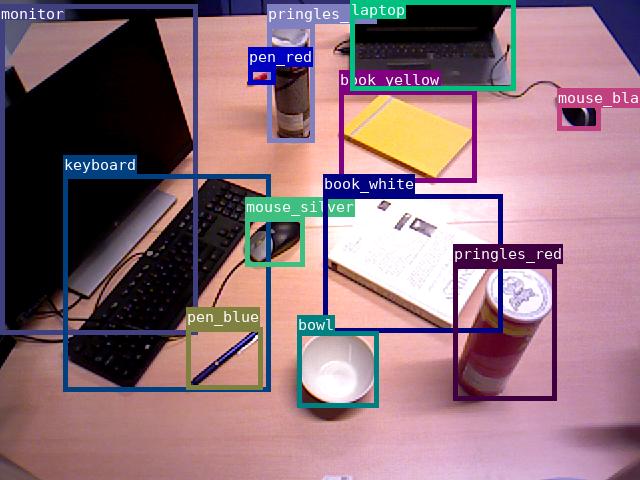 monitor
pringles_
laptop
pen_red
book_yellow
mouse_bla
keyboard
book_white
mouse_silver
pringles_red
pen_blue
bowl